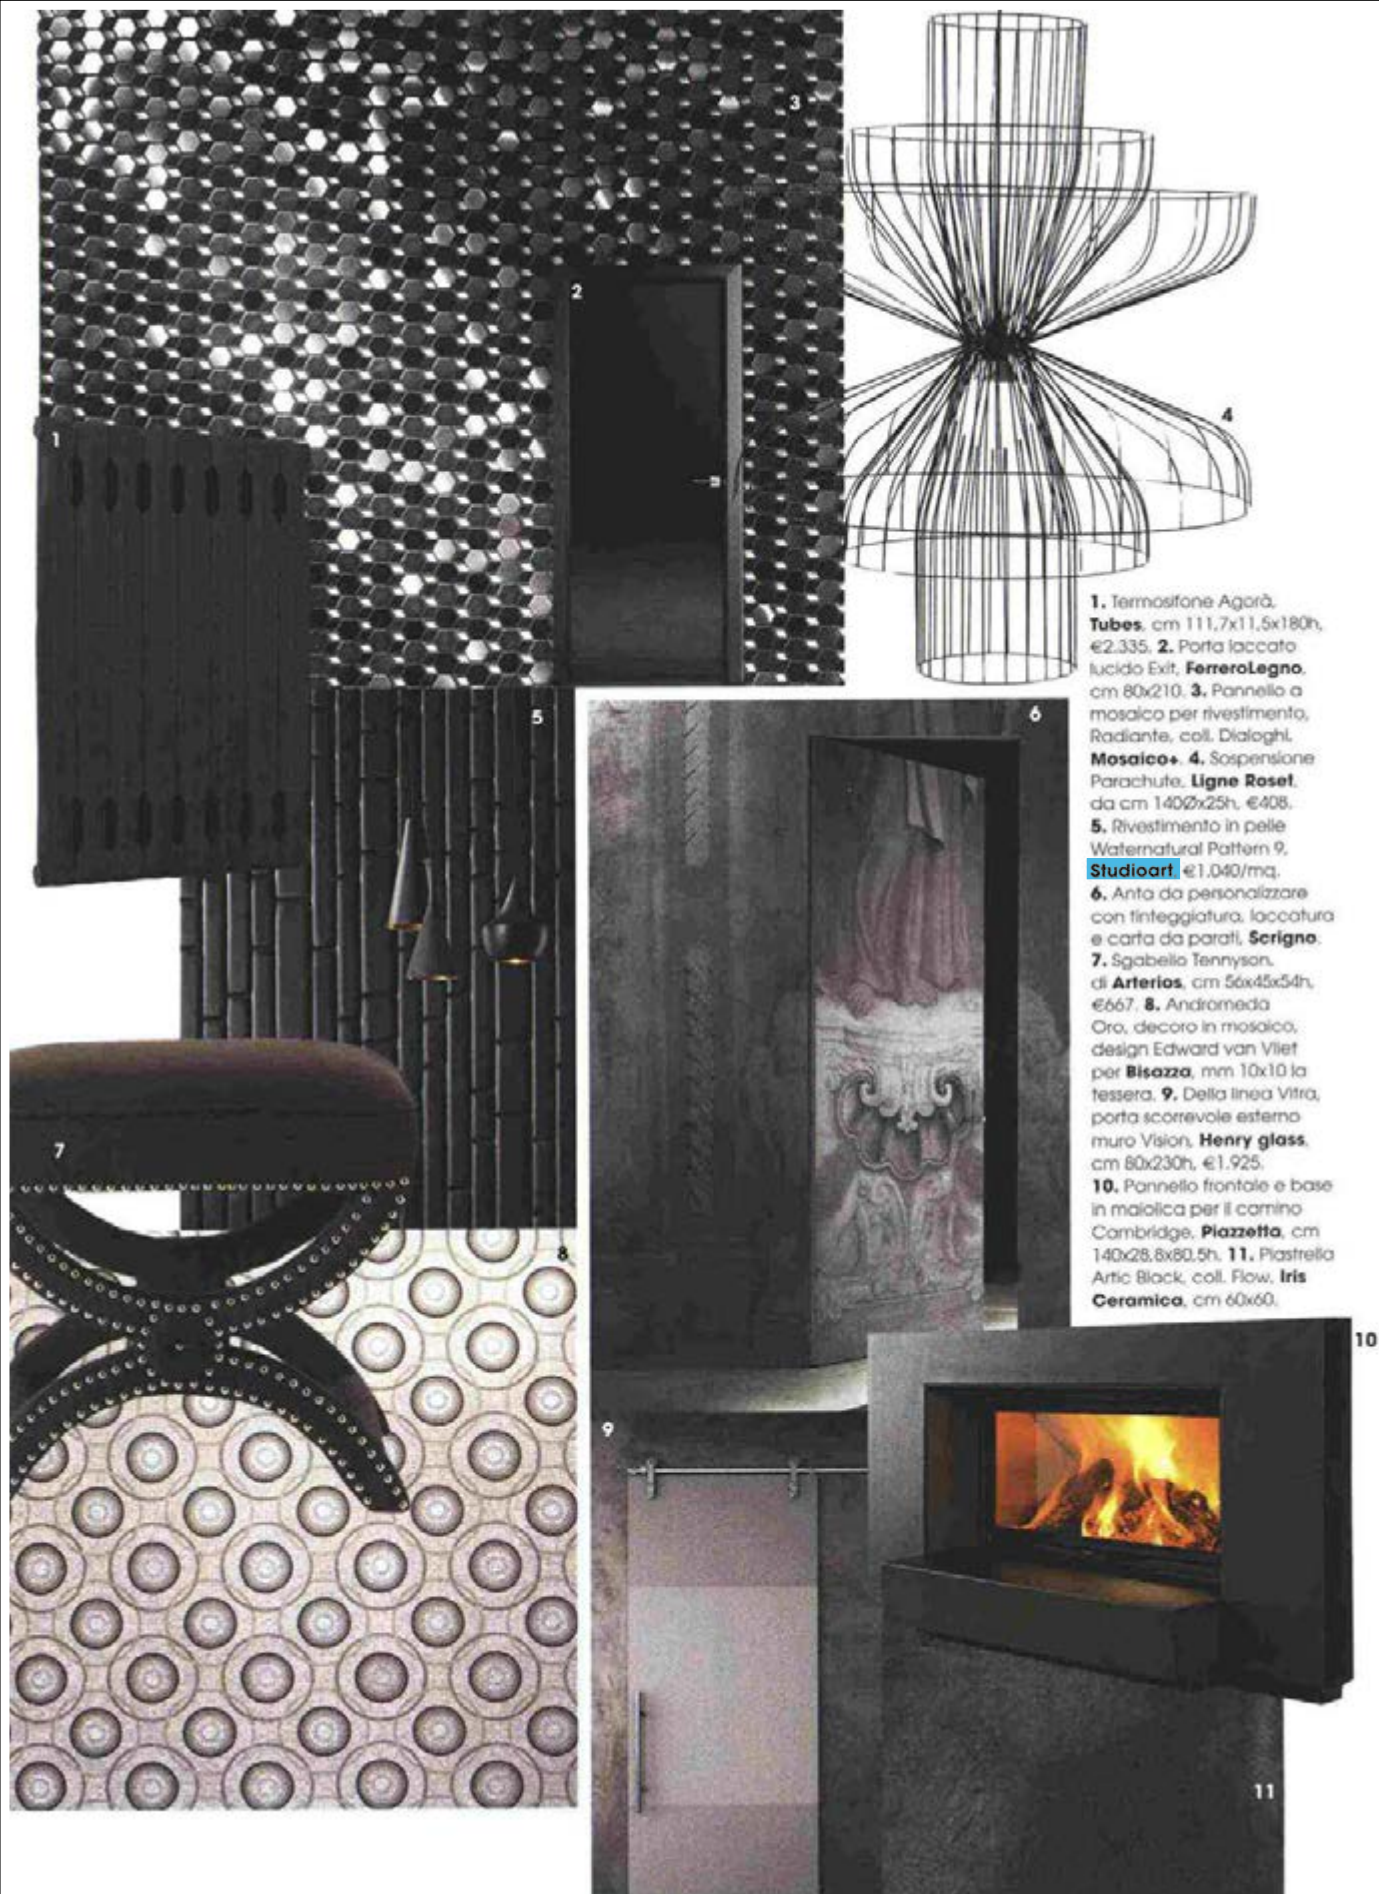 3
2
4
1
5
6
1. Termosifone Agorà,
Tubes, cm 111,7x11,5x180h,
€2.335. 2. Porta laccato
lucido Exit, FerreroLegno,
cm 80x210. 3. Pannello a
mosaico per rivestimento,
Radiante, coll. Dialoghi,
Mosaico+. 4. Sospensione
Parachute, Ligne Roset,
da cm 140Øx25h, €408.
5. Rivestimento in pelle
Waternatural Pattern 9,
Studioart, €1.040/mq.
6. Anta da personalizzare
con tinteggiatura, laccatura
e carta da parati, Scrigno.
7. Sgabello Tennyson,
di Arterios, cm 56x45x54h,
€667. 8. Andromeda
Oro, decoro in mosaico,
design Edward van Vliet
per Bisazza, mm 10x10 la
tessera. 9. Della linea Vitra,
porta scorrevole esterno
muro Vision, Henry glass,
cm 80x230h, €1.925.
10. Pannello frontale e base
in maiolica per il camino
Cambridge, Piazzetta, cm
140x28,8x80,5h. 11. Piastrella
Artic Black, coll. Flow, Iris
Ceramica, cm 60x60.
7
8
10
9
11